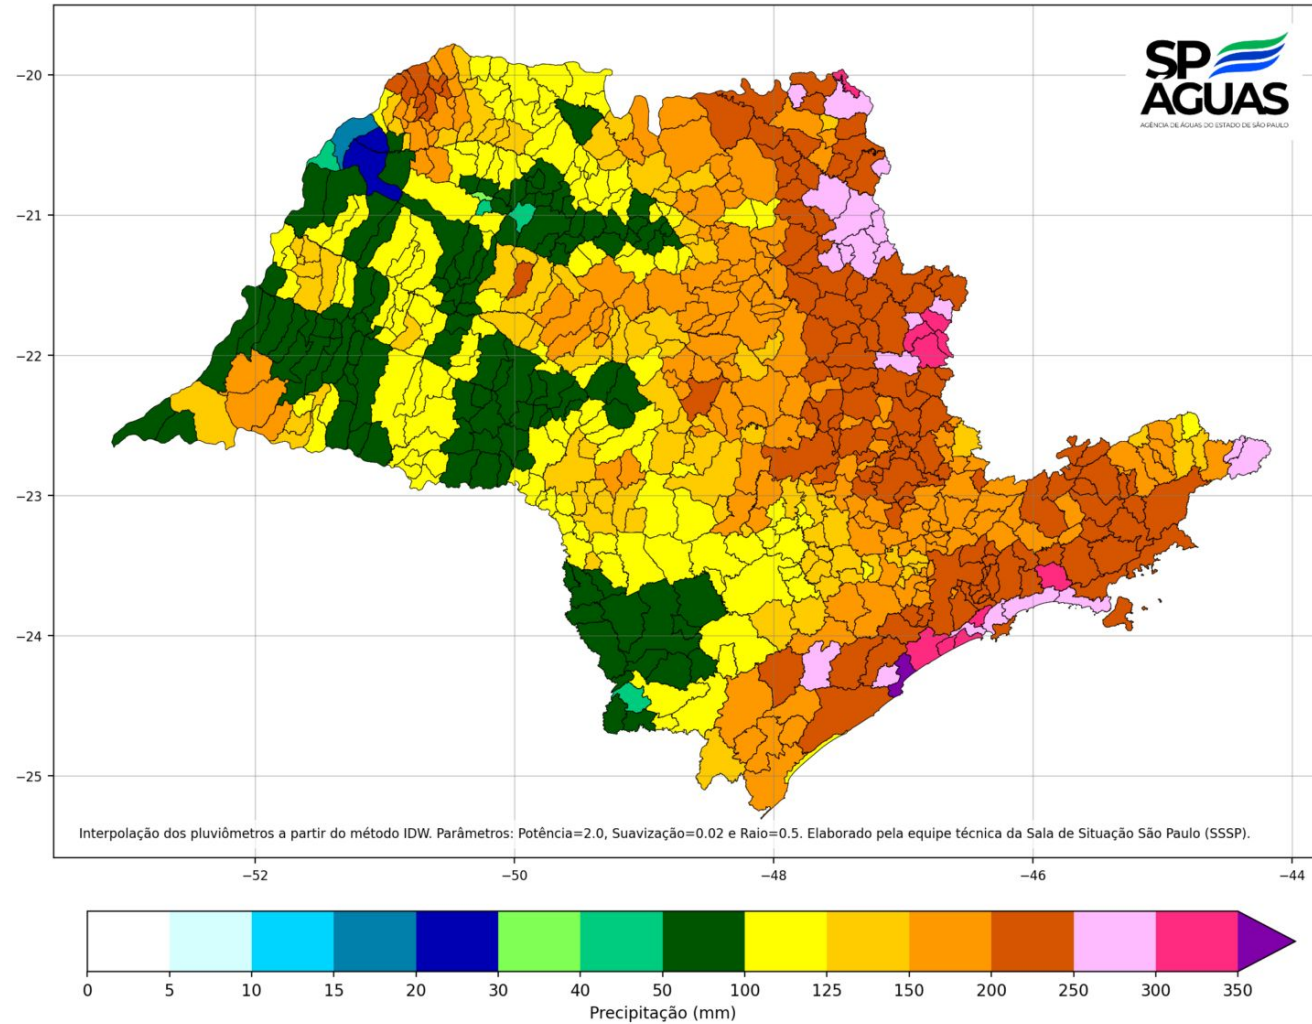 SP
ÁGUAS
AGÊNCIA DE ÁGUAS DO ESTADO DE SÃO PAULO
−20
−21
−22
−23
−24
−25
Interpolação dos pluviômetros a partir do método IDW. Parâmetros: Potência=2.0, Suavização=0.02 e Raio=0.5. Elaborado pela equipe técnica da Sala de Situação São Paulo (SSSP).
−52 −50 −48 −46 −44
0 5 10 15 20 30 40 50 100 125 150 200 250 300 350
Precipitação (mm)